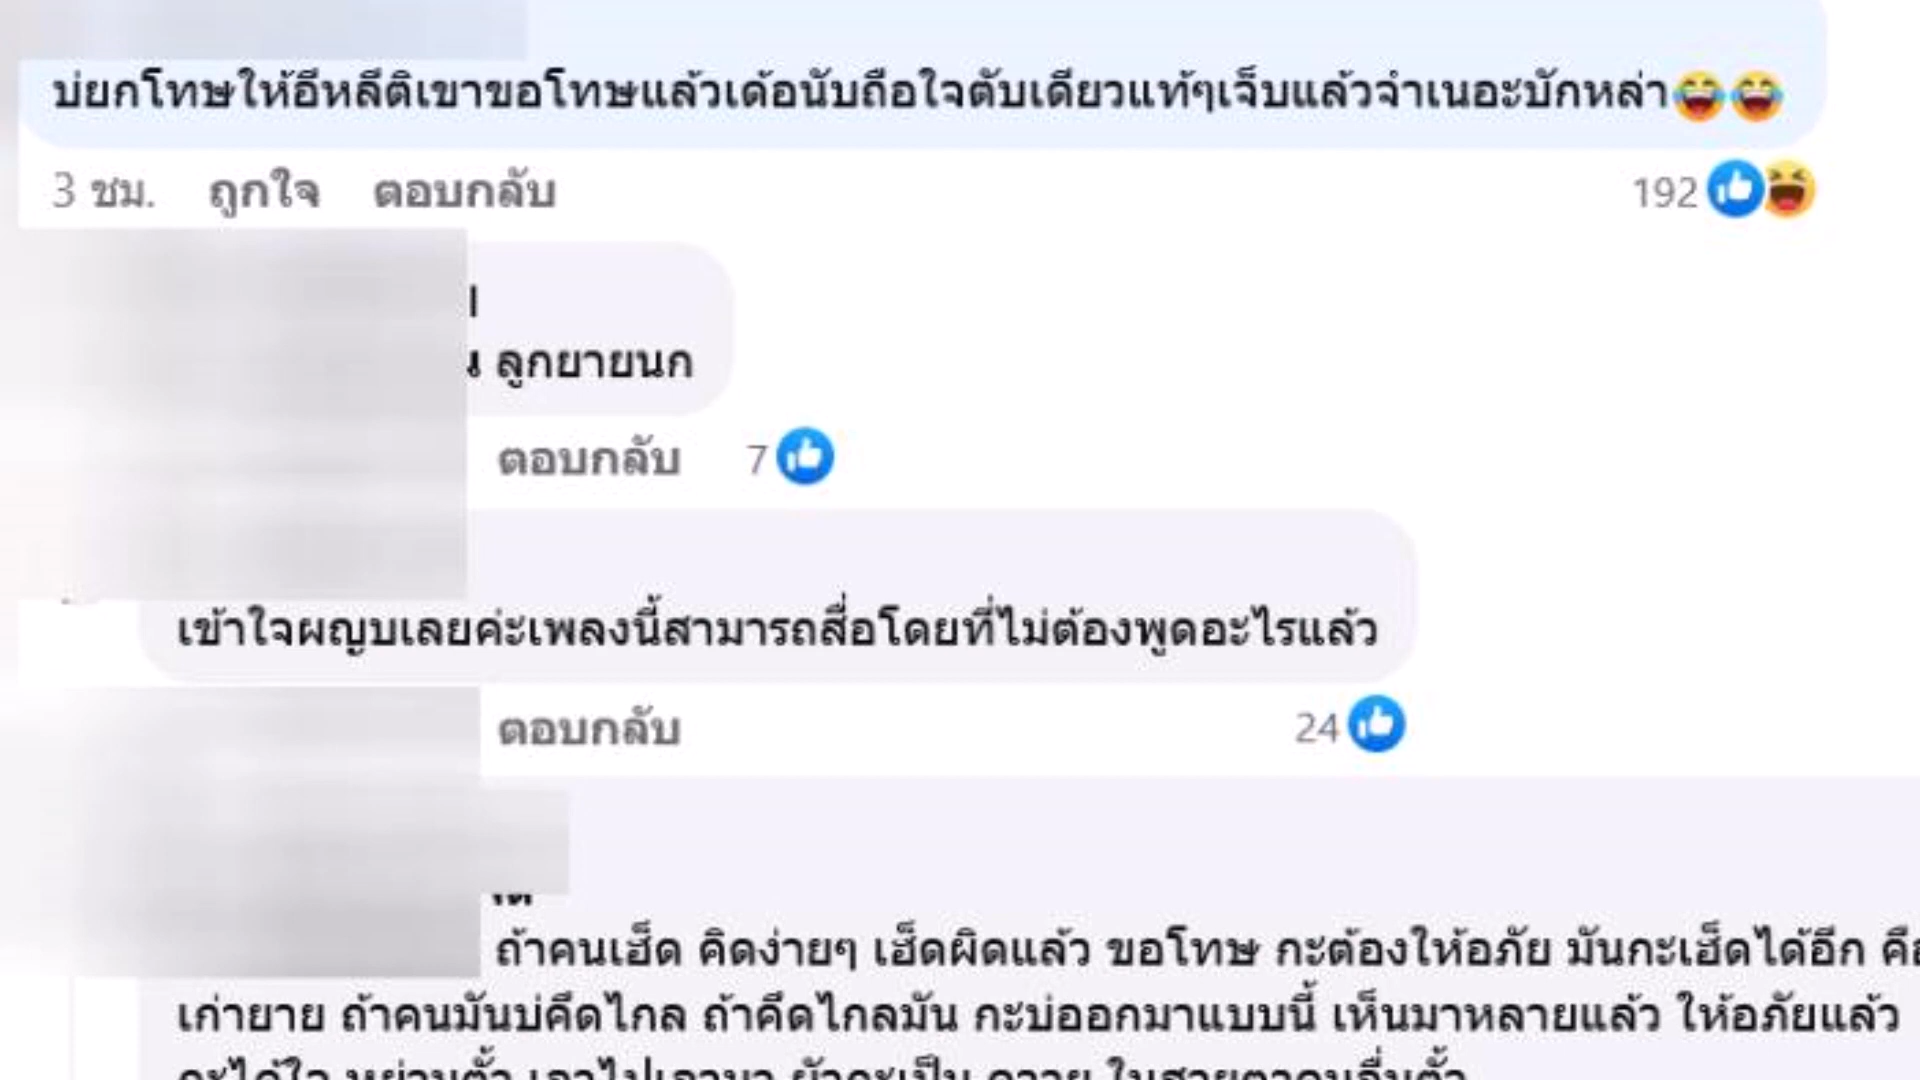 บ่ยกโทษให้อีหลีติเขาขอโทษแล้วเด้อนับถือใจตับเดียวแท้ๆเจ็บแล้วจำเนอะบักหล่า😂😂
3 ชม. ถูกใจ ตอบกลับ 192
ลูกยายนก
ตอบกลับ 7
เข้าใจผญบเลยค่ะเพลงนี้สามารถสื่อโดยที่ไม่ต้องพูดอะไรแล้ว
ตอบกลับ 24
ถ้าคนเฮ็ด คิดง่ายๆ เฮ็ดผิดแล้ว ขอโทษ กะต้องให้อภัย มันกะเฮ็ดได้อีก
เก่ายาย ถ้าคนมันบ่คึดไกล ถ้าคึดไกลมัน กะบ่ออกมาแบบนี้ เห็นมาหลายแล้ว ให้อภัยแล้ว